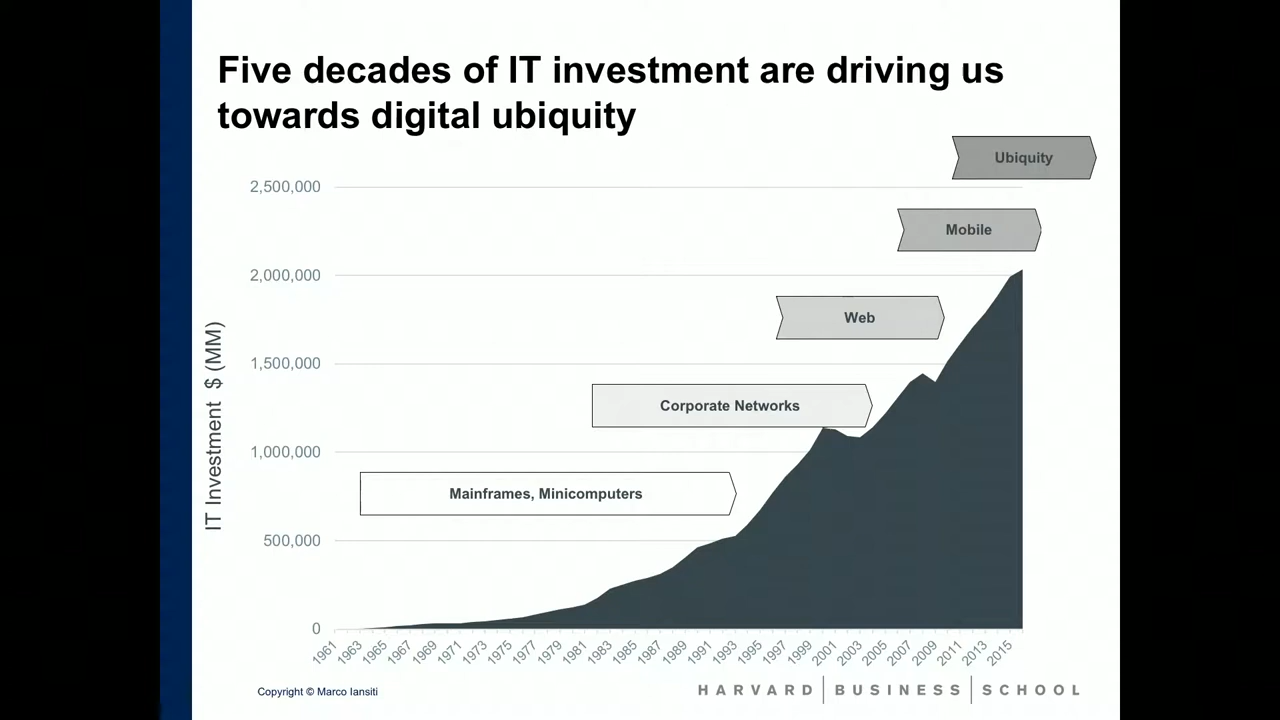 Five decades of IT investment are driving us
towards digital ubiquity
Ubiquity
2,500,000
Mobile
2,000,000
Web
1,500,000
Corporate Networks
1,000,000
Mainframes, Minicomputers
500,000
0
IT Investment $ (MM)
1961 1963 1965 1967 1969 1971 1973 1975 1977 1979 1981 1983 1985 1987 1989 1991 1993 1995 1997 1999 2001 2003 2005 2007 2009 2011 2013 2015
Copyright © Marco Iansiti
HARVARD BUSINESS SCHOOL